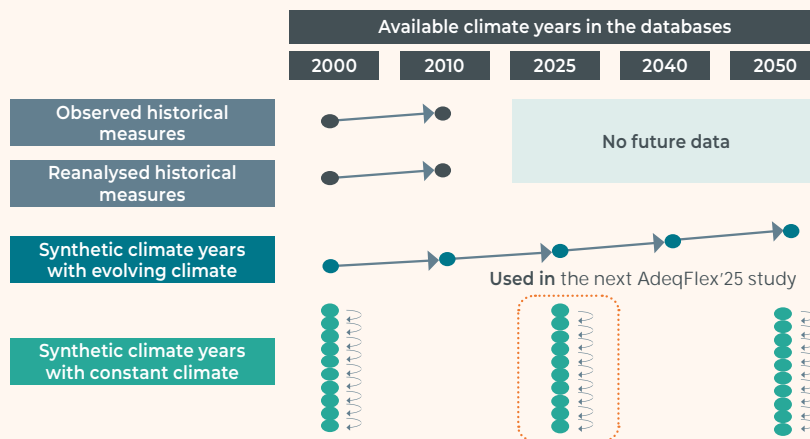 Available climate years in the databases
2000 2010 2025 2040 2050
Observed historical
measures
No future data
Reanalysed historical
measures
Synthetic climate years
with evolving climate
Used in the next AdeqFlex'25 study
Synthetic climate years
with constant climate